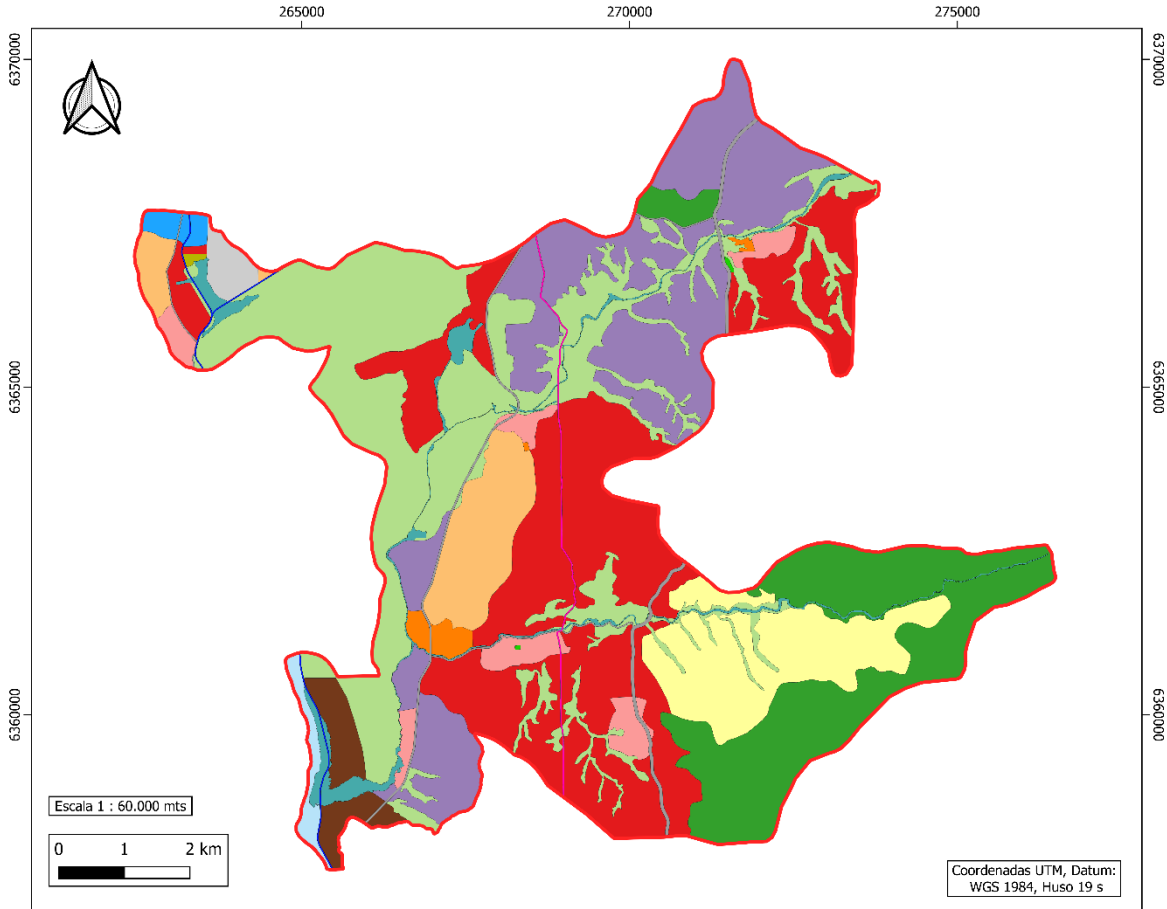 265000 270000 275000
6370000 6370000
6365000 6365000
6360000 6360000
Escala 1 : 60.000 mts
0 1 2 km
Coordenadas UTM, Datum:
WGS 1984, Huso 19 s